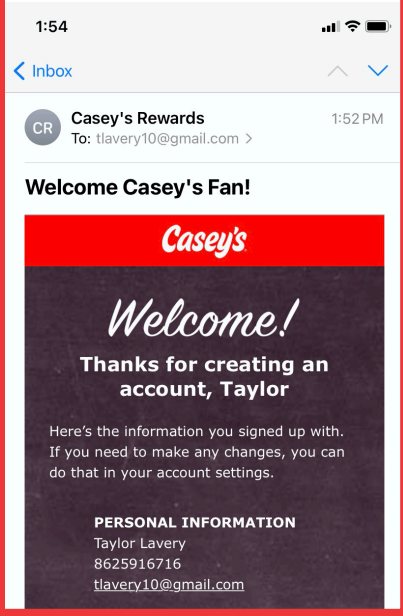 1:54
Inbox
CR
Casey's Rewards
1:52 PM
To: tlavery10@gmail.com
Welcome Casey's Fan!
Casey's
Welcome!
Thanks for creating an
account, Taylor
Here's the information you signed up with.
If you need to make any changes, you can
do that in your account settings.
PERSONAL INFORMATION
Taylor Lavery
8625916716
tlavery10@gmail.com